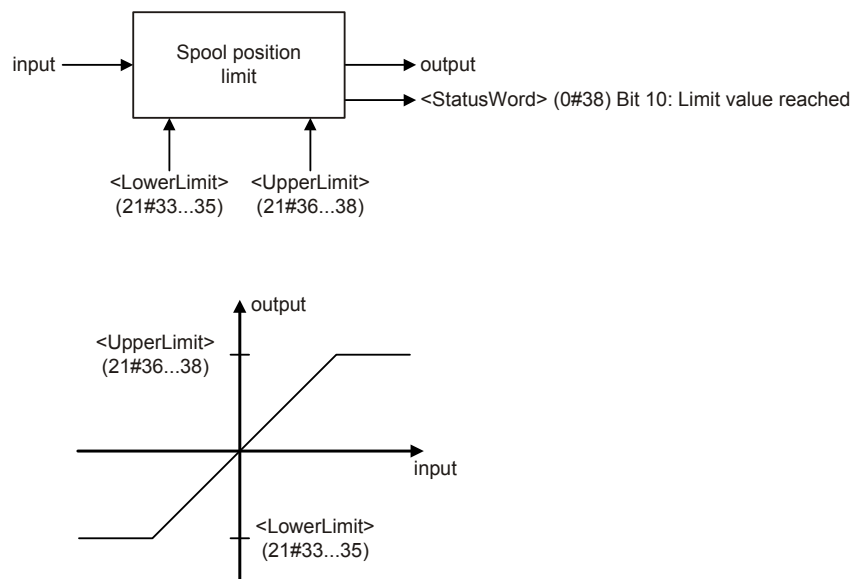 Spool position
limit
input
output
<StatusWord> (0#38) Bit 10: Limit value reached
<LowerLimit>
(21#33...35)
<UpperLimit>
(21#36...38)
output
<UpperLimit>
(21#36...38)
input
<LowerLimit>
(21#33...35)